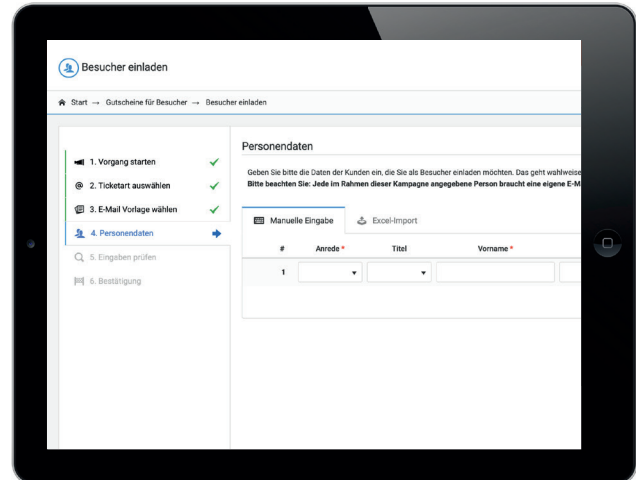 Besucher einladen
Start → Gutscheine für Besucher → Besucher einladen
1. Vorgang starten
@ 2. Ticketart auswählen
3. E-Mail Vorlage wählen
4. Personendaten
5. Eingaben prüfen
6. Bestätigung
Personendaten
Geben Sie bitte die Daten der Kunden ein, die Sie als Besucher einladen möchten. Das geht wahlweise
Bitte beachten Sie: Jede im Rahmen dieser Kampagne angegebene Person braucht eine eigene E-M
Manuelle Eingabe Excel-Import
# Anrede * Titel Vorname *
1